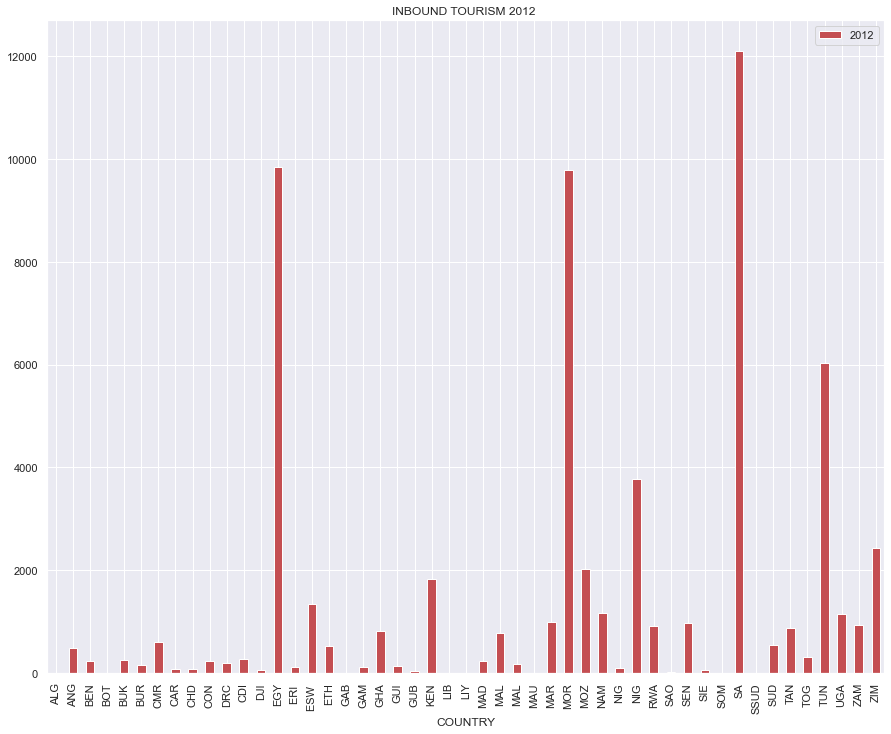 INBOUND TOURISM 2012
2012
12000
10000
8000
6000
4000
2000
0
ALG
ANG
BEN
BOT
BUK
BUR
CMR
CAR
CHD
CON
DRC
CDI
DJI
EGY
ERI
ESW
ETH
GAB
GAM
GHA
GUI
GUB
KEN
LIB
LIY
MAD
MAL
MAL
MAU
MAR
MOR
MOZ
NAM
NIG
NIG
RWA
SAO
SEN
SIE
SOM
SA
SSUD
SUD
TAN
TOG
TUN
UGA
ZAM
ZIM
COUNTRY